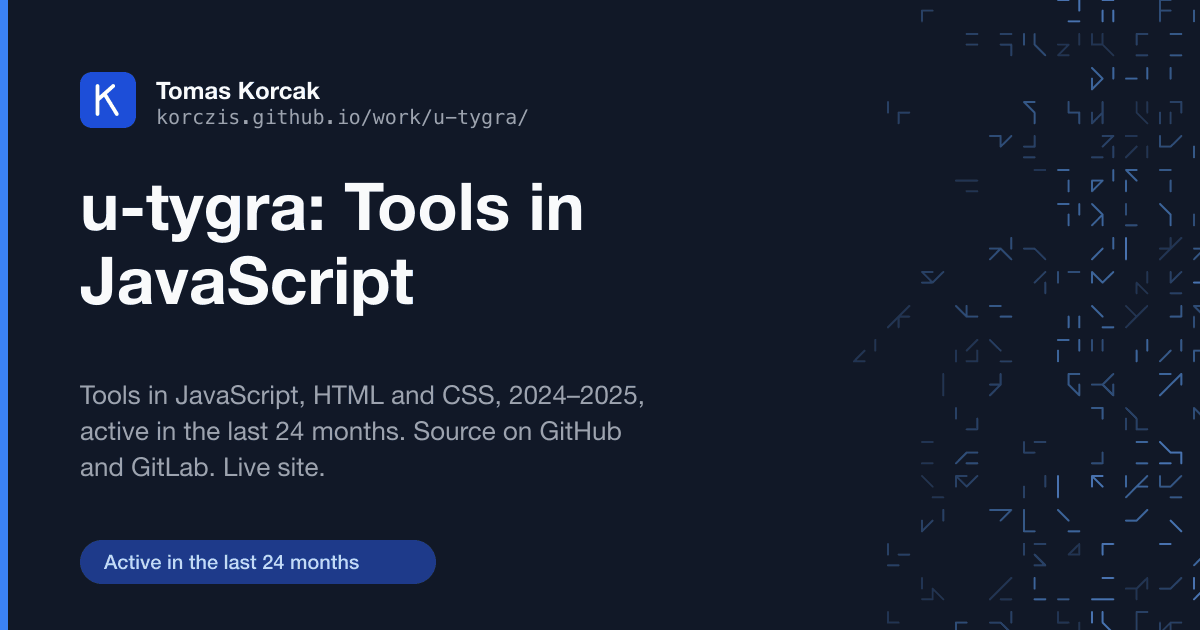 K
Tomas Korcak
korczis.github.io/work/u-tygra/
u-tygra: Tools in
JavaScript
Tools in JavaScript, HTML and CSS, 2024–2025,
active in the last 24 months. Source on GitHub
and GitLab. Live site.
Active in the last 24 months